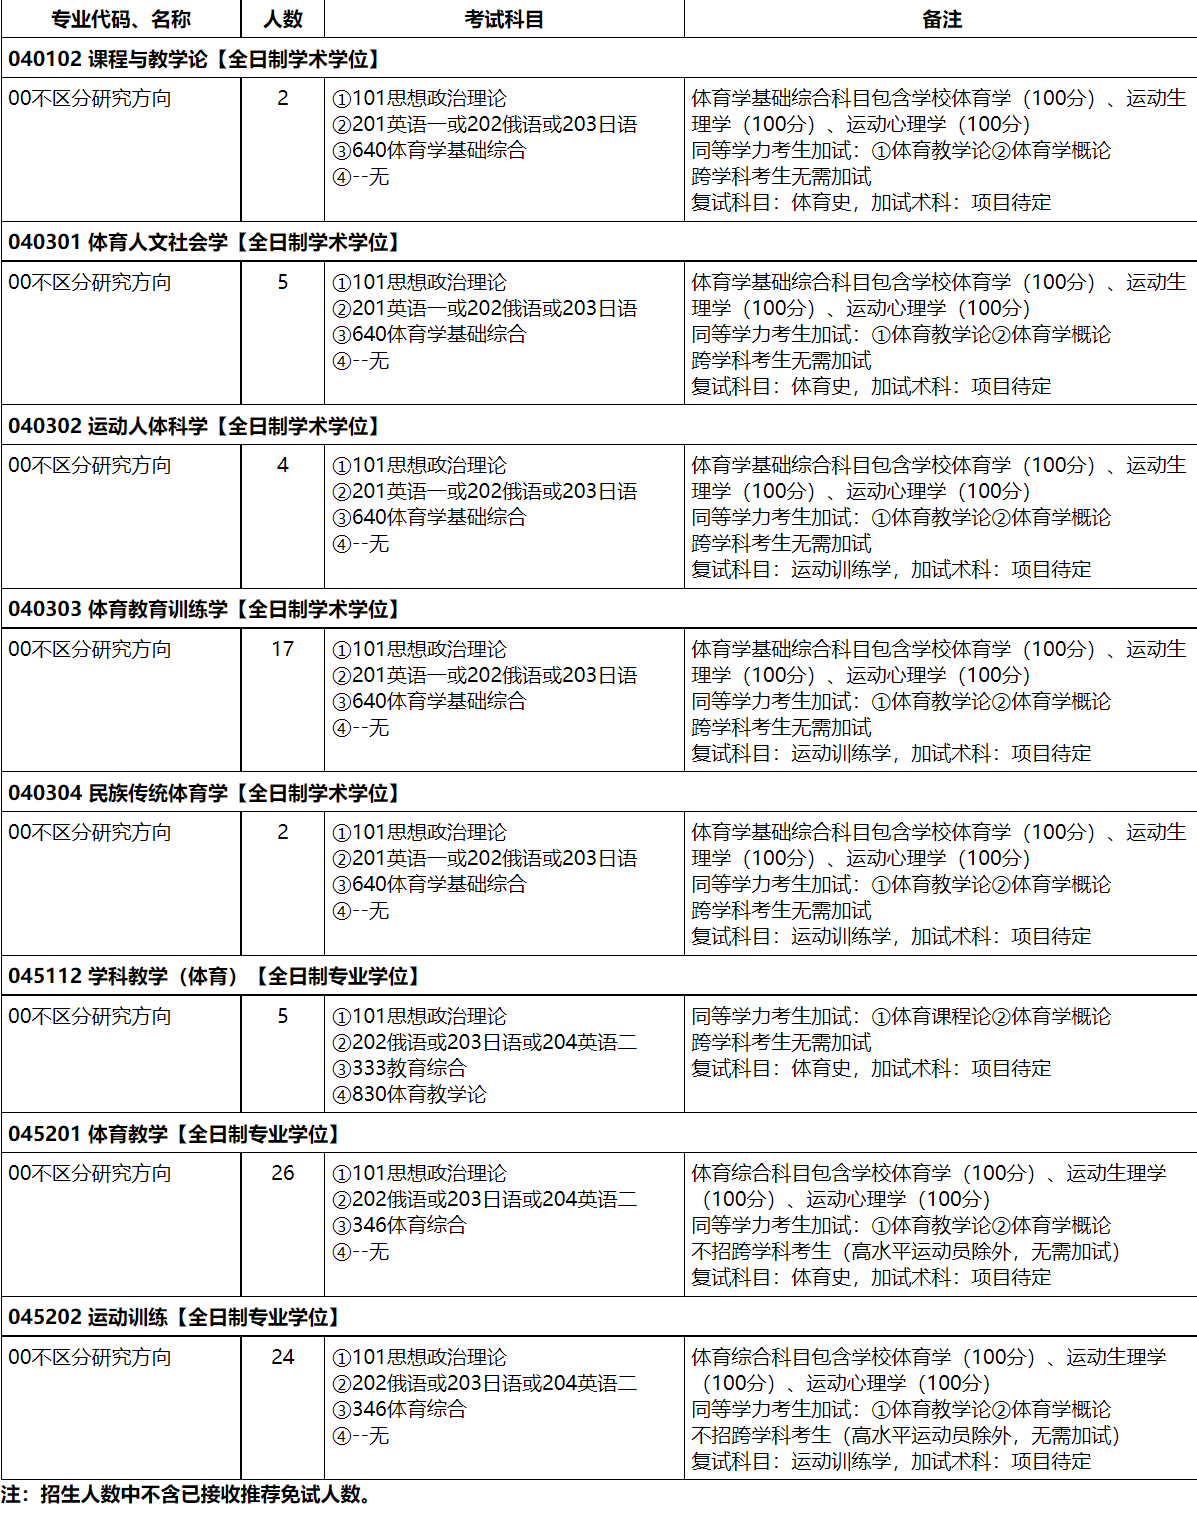 专业代码、名称 人数 考试科目 备注
040102 课程与教学论【全日制学术学位】
00不区分研究方向 2 ①101思想政治理论
②201英语一或202俄语或203日语
③640体育学基础综合
④--无
体育学基础综合科目包含学校体育学（100分）、运动生
理学（100分）、运动心理学（100分）
同等学力考生加试：①体育教学论②体育学概论
跨学科考生无需加试
复试科目：体育史，加试术科：项目待定
040301 体育人文社会学【全日制学术学位】
00不区分研究方向 5 ①101思想政治理论
②201英语一或202俄语或203日语
③640体育学基础综合
④--无
体育学基础综合科目包含学校体育学（100分）、运动生
理学（100分）、运动心理学（100分）
同等学力考生加试：①体育教学论②体育学概论
跨学科考生无需加试
复试科目：体育史，加试术科：项目待定
040302 运动人体科学【全日制学术学位】
00不区分研究方向 4 ①101思想政治理论
②201英语一或202俄语或203日语
③640体育学基础综合
④--无
体育学基础综合科目包含学校体育学（100分）、运动生
理学（100分）、运动心理学（100分）
同等学力考生加试：①体育教学论②体育学概论
跨学科考生无需加试
复试科目：运动训练学，加试术科：项目待定
040303 体育教育训练学【全日制学术学位】
00不区分研究方向 17 ①101思想政治理论
②201英语一或202俄语或203日语
③640体育学基础综合
④--无
体育学基础综合科目包含学校体育学（100分）、运动生
理学（100分）、运动心理学（100分）
同等学力考生加试：①体育教学论②体育学概论
跨学科考生无需加试
复试科目：运动训练学，加试术科：项目待定
040304 民族传统体育学【全日制学术学位】
00不区分研究方向 2 ①101思想政治理论
②201英语一或202俄语或203日语
③640体育学基础综合
④--无
体育学基础综合科目包含学校体育学（100分）、运动生
理学（100分）、运动心理学（100分）
同等学力考生加试：①体育教学论②体育学概论
跨学科考生无需加试
复试科目：运动训练学，加试术科：项目待定
045112 学科教学（体育）【全日制专业学位】
00不区分研究方向 5 ①101思想政治理论
②202俄语或203日语或204英语二
③333教育综合
④830体育教学论
同等学力考生加试：①体育课程论②体育学概论
跨学科考生无需加试
复试科目：体育史，加试术科：项目待定
045201 体育教学【全日制专业学位】
00不区分研究方向 26 ①101思想政治理论
②202俄语或203日语或204英语二
③346体育综合
④--无
体育综合科目包含学校体育学（100分）、运动生理学
（100分）、运动心理学（100分）
同等学力考生加试：①体育教学论②体育学概论
不招跨学科考生（高水平运动员除外，无需加试）
复试科目：体育史，加试术科：项目待定
045202 运动训练【全日制专业学位】
00不区分研究方向 24 ①101思想政治理论
②202俄语或203日语或204英语二
③346体育综合
④--无
体育综合科目包含学校体育学（100分）、运动生理学
（100分）、运动心理学（100分）
同等学力考生加试：①体育教学论②体育学概论
不招跨学科考生（高水平运动员除外，无需加试）
复试科目：运动训练学，加试术科：项目待定
注：招生人数中不含已接收推荐免试人数。